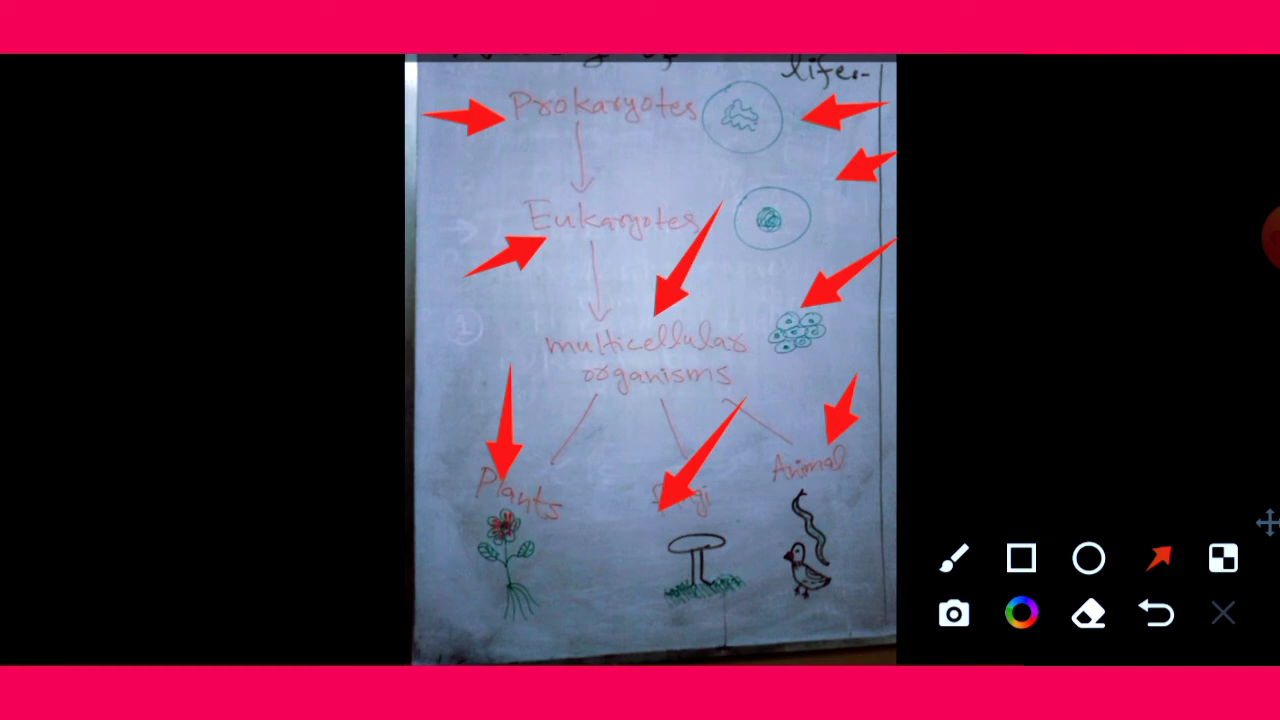 life:-
Prokaryotes
Eukaryotes
multicellular
organisms
Animal
Plants